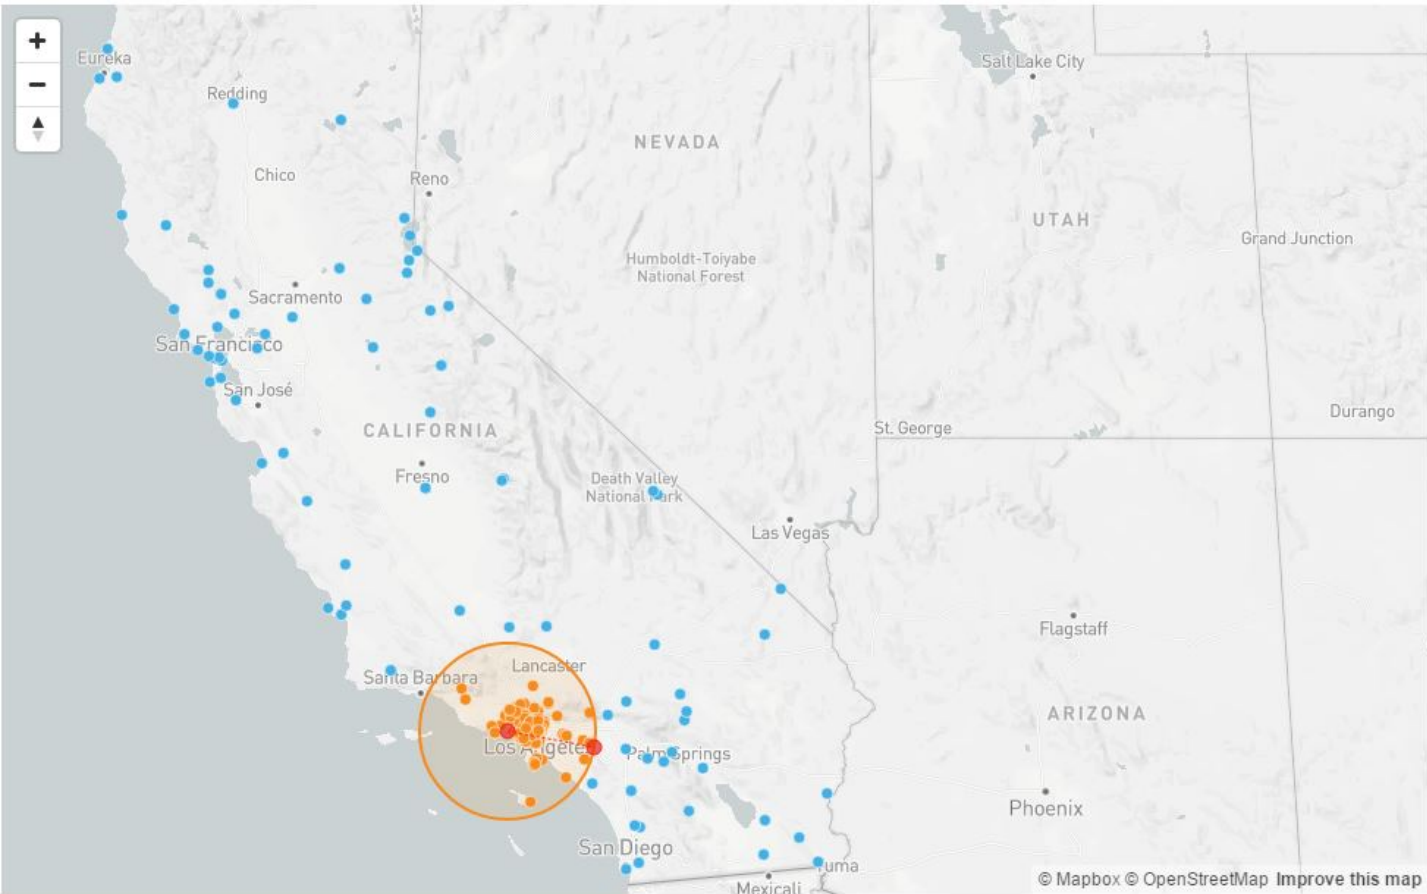 +
Eureka
−
Salt Lake City
Redding
NEVADA
Chico
Reno
UTAH
Grand Junction
Humboldt-Toiyabe
National Forest
Sacramento
San Francisco
San José
Durango
CALIFORNIA
St. George
Fresno
Death Valley
National Park
Las Vegas
Flagstaff
Lancaster
Santa Barbara
ARIZONA
Los Angeles
Palm Springs
Phoenix
San Diego
Yuma
Mexicali
© Mapbox © OpenStreetMap Improve this map